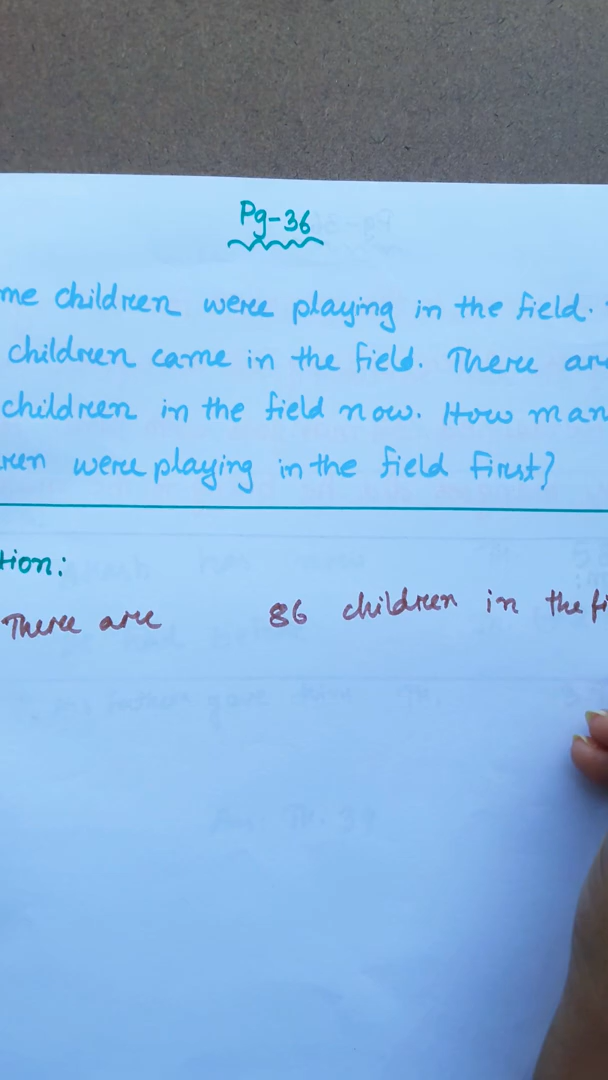 Pg-36
me children were playing in the field.
children came in the field. There are
children in the field now. How man
ren were playing in the field first?
tion:
There are 86 children in the fi